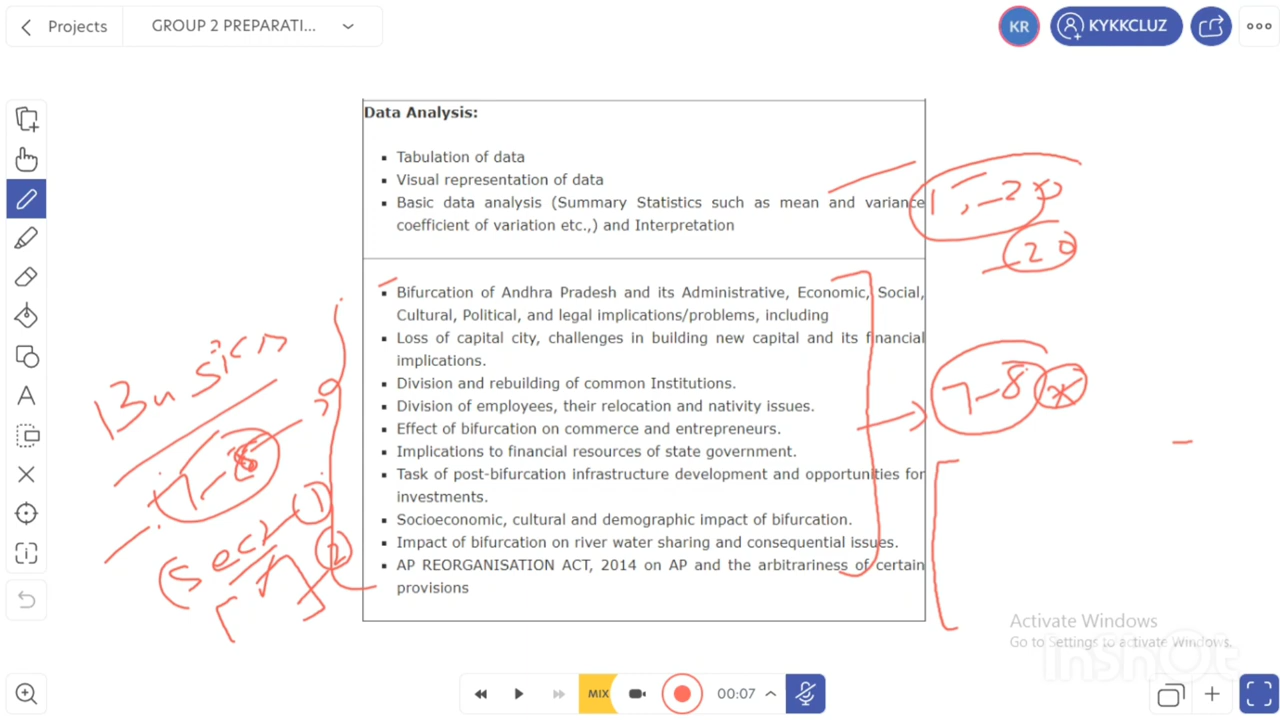 Projects
GROUP 2 PREPARATI...
KR
KYKKCLUZ
Data Analysis:
Tabulation of data
Visual representation of data
Basic data analysis (Summary Statistics such as mean and variance
coefficient of variation etc.,) and Interpretation
20
Bifurcation of Andhra Pradesh and its Administrative, Economic, Social,
Cultural, Political, and legal implications/problems, including
Loss of capital city, challenges in building new capital and its financial
implications.
Division and rebuilding of common Institutions.
Division of employees, their relocation and nativity issues.
Effect of bifurcation on commerce and entrepreneurs.
Implications to financial resources of state government.
Task of post-bifurcation infrastructure development and opportunities for
investments.
Socioeconomic, cultural and demographic impact of bifurcation.
Impact of bifurcation on river water sharing and consequential issues.
AP REORGANISATION ACT, 2014 on AP and the arbitrariness of certain
provisions
7-8
7-8
1
2
Activate Windows
Go to Settings to activate Windows.
InShOt
MIX
00:07